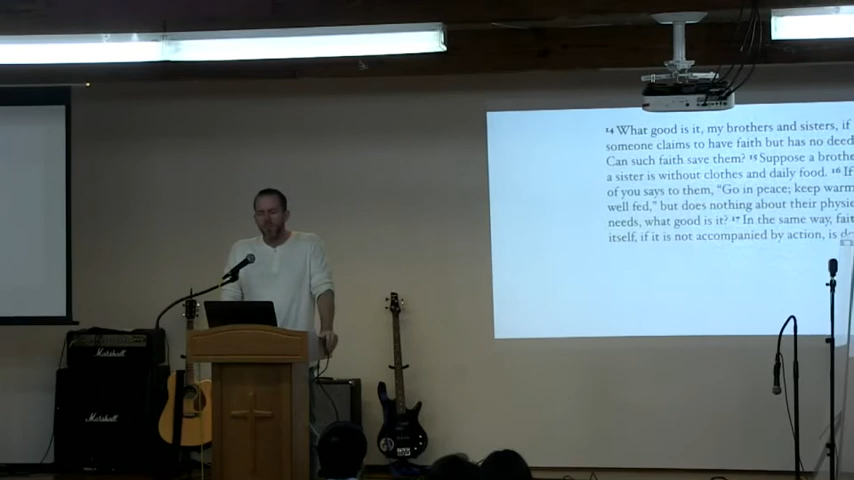 14 What good is it, my brothers and sisters, if
someone claims to have faith but has no deed
Can such faith save them? 15 Suppose a brothe
a sister is without clothes and daily food. 16 If
of you says to them, "Go in peace; keep warm
well fed," but does nothing about their physic
needs, what good is it? 17 In the same way, fait
itself, if it is not accompanied by action, is
Marshall
Marshall